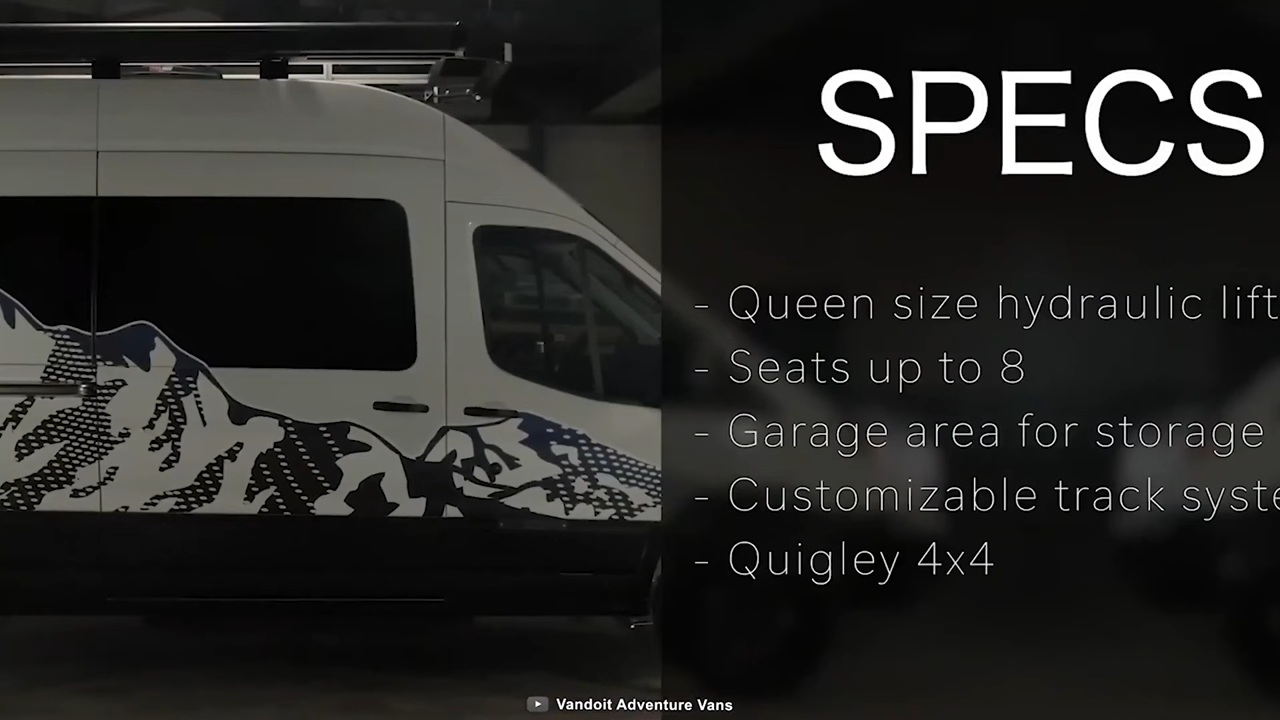 SPECS
- Queen size hydraulic lift
- Seats up to 8
- Garage area for storage
- Customizable track syste
- Quigley 4x4
Vandoit Adventure Vans